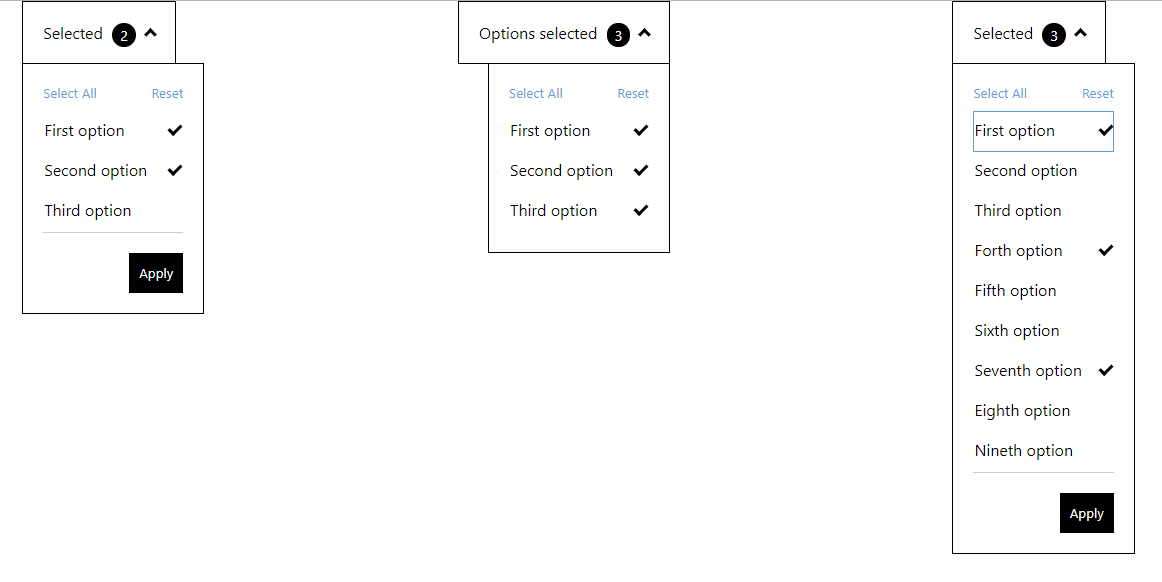 Selected 2
Select All Reset
First option
Second option
Third option
Apply
Options selected 3
Select All Reset
First option
Second option
Third option
Selected 3
Select All Reset
First option
Second option
Third option
Forth option
Fifth option
Sixth option
Seventh option
Eighth option
Nineth option
Apply